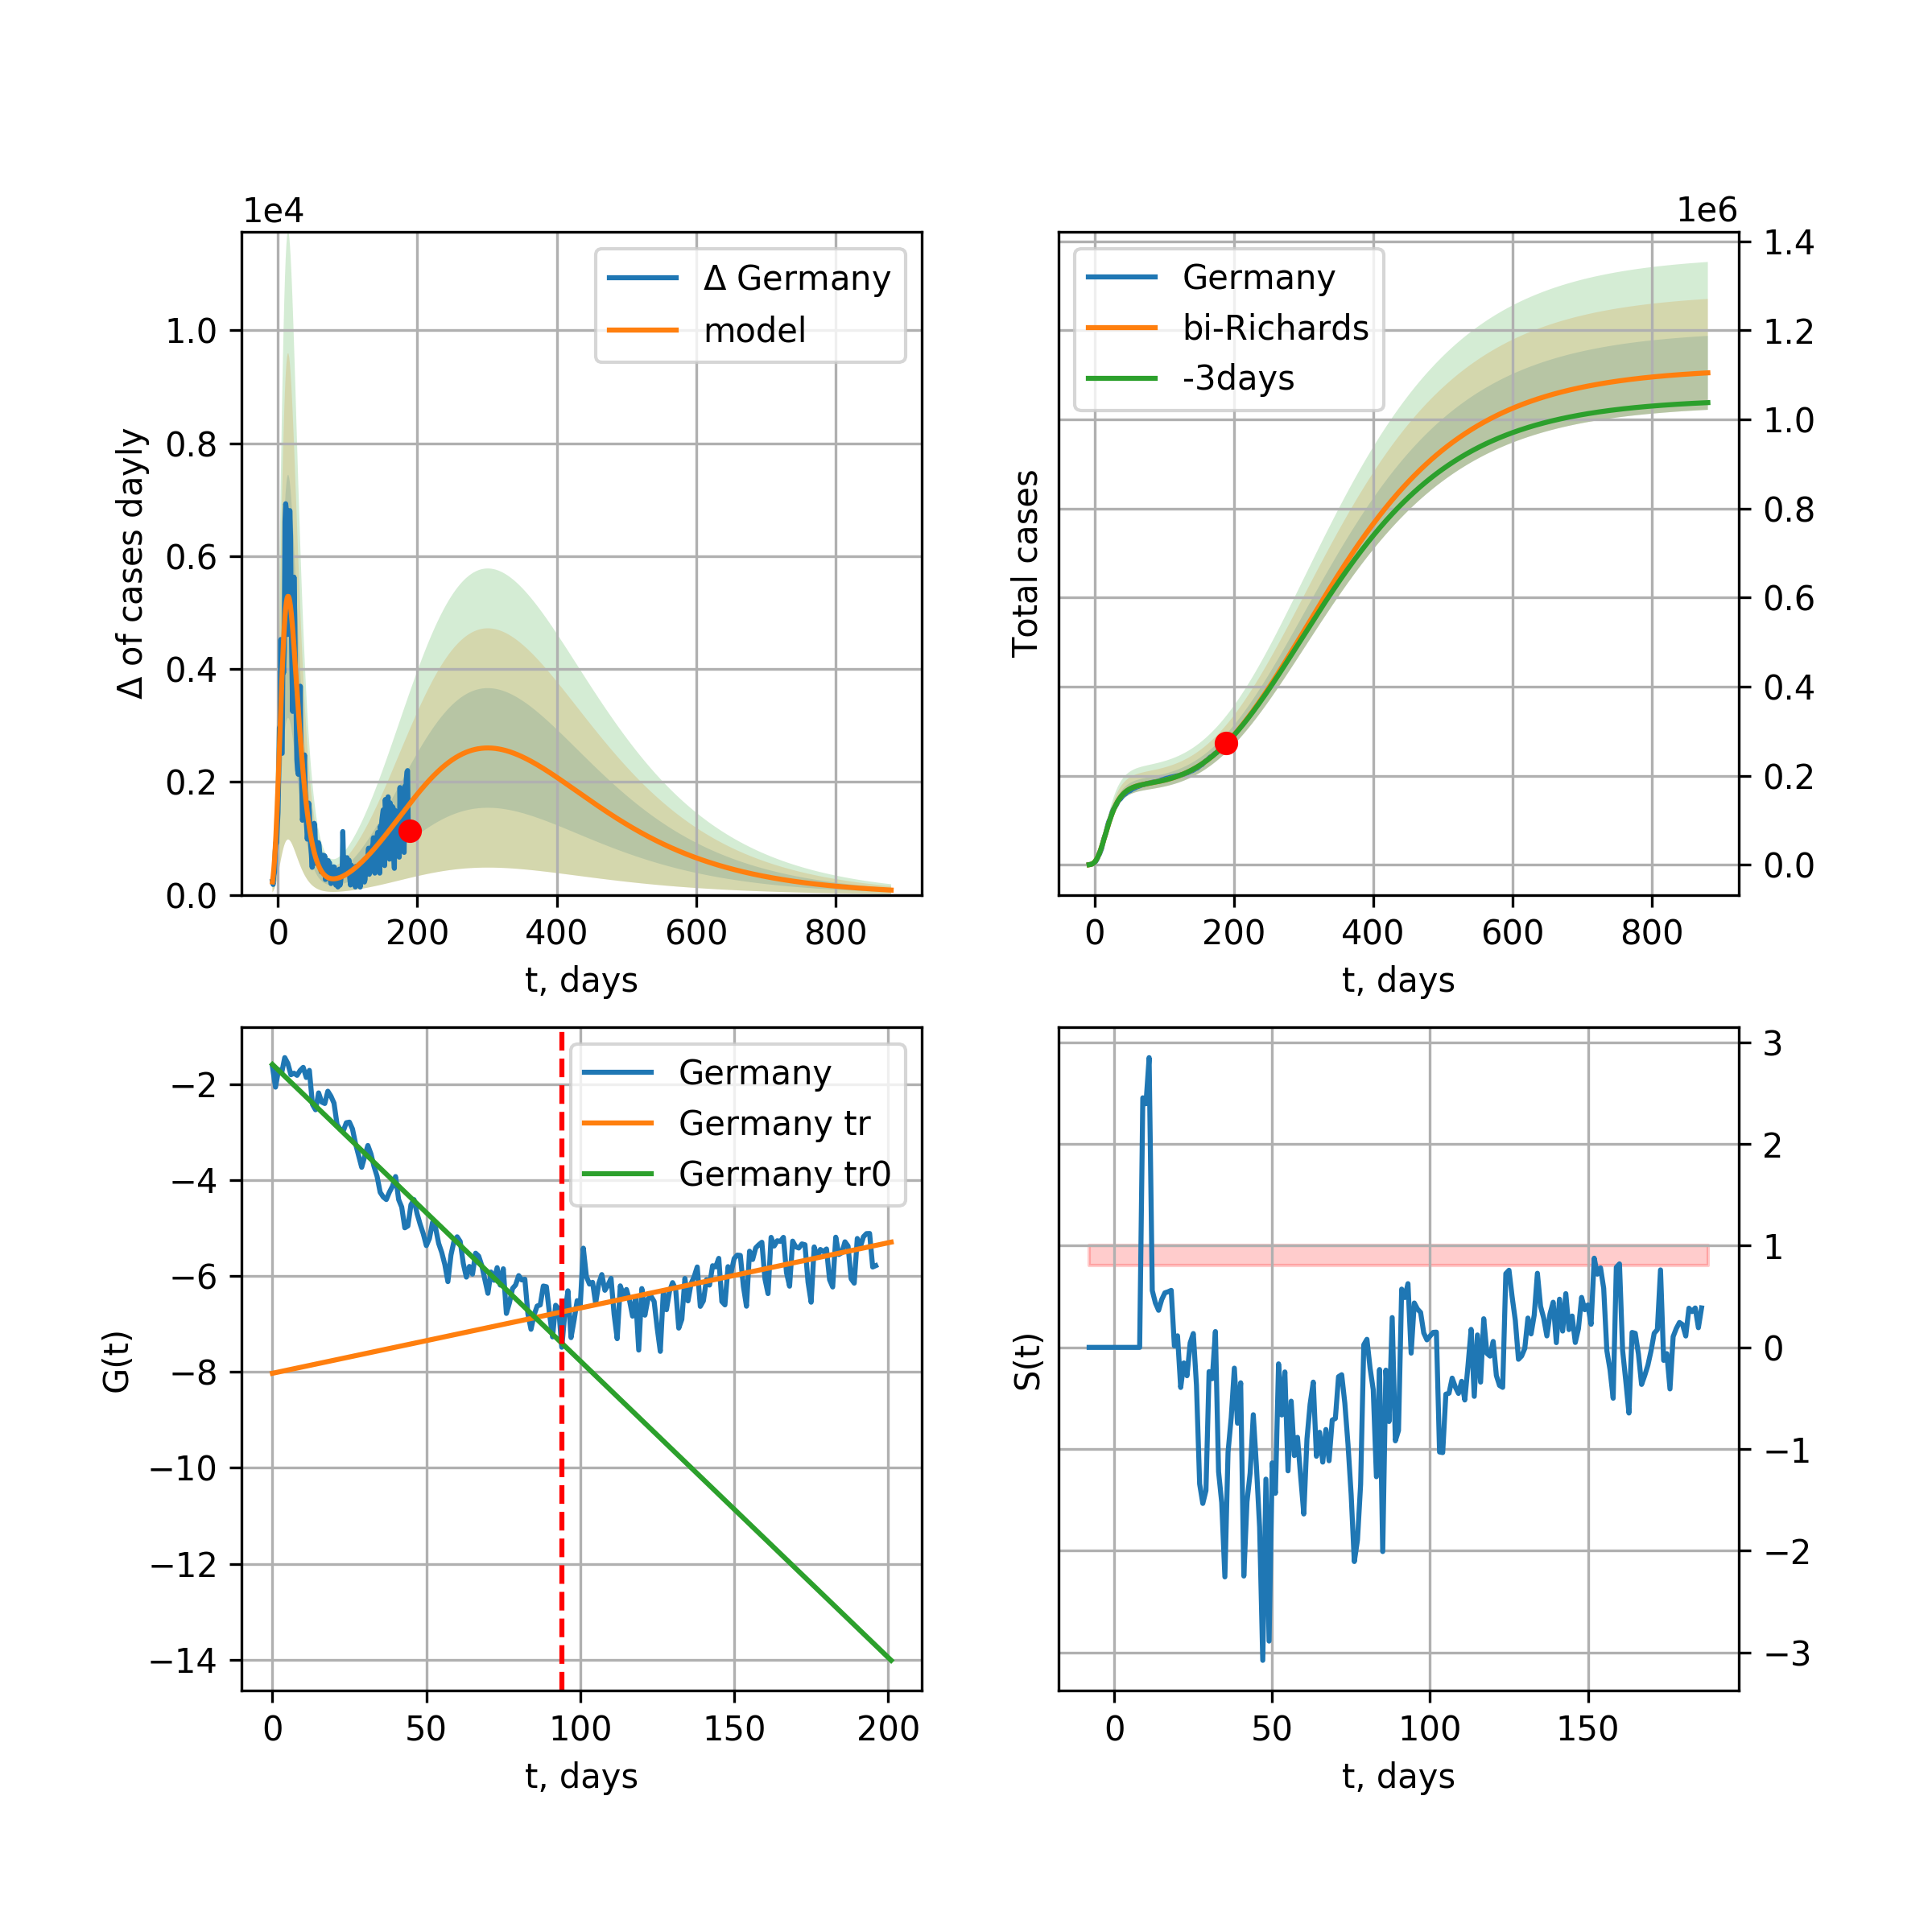 1e4
Δ of cases dayly
1.0
0.8
0.6
0.4
0.2
0.0
Δ Germany
model
0 200 400 600 800
t, days
1e6
Total cases
Germany
bi-Richards
-3days
1.4
1.2
1.0
0.8
0.6
0.4
0.2
0.0
0 200 400 600 800
t, days
G(t)
−2
−4
−6
−8
−10
−12
−14
Germany
Germany tr
Germany tr0
0 50 100 150 200
t, days
S(t)
3
2
1
0
−1
−2
−3
0 50 100 150
t, days